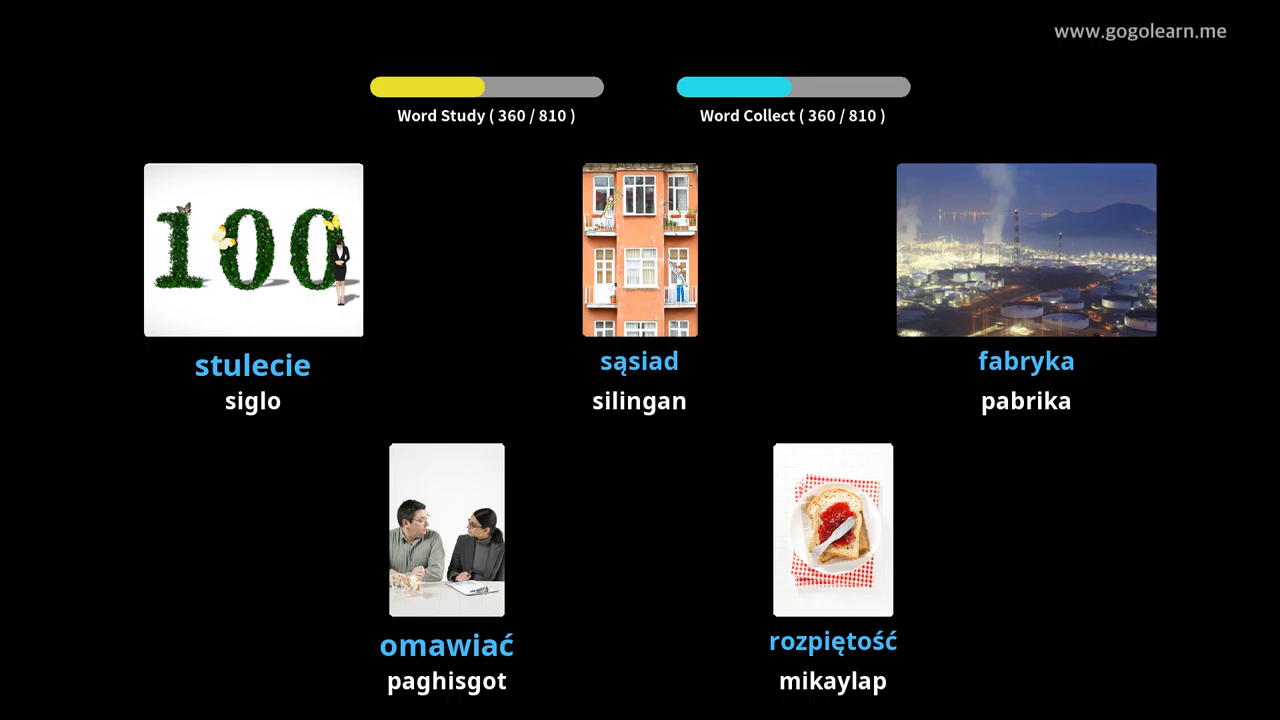 www.gogolearn.me
Word Study ( 360 / 810 )
Word Collect ( 360 / 810 )
stulecie
siglo
sąsiad
silingan
fabryka
pabrika
omawiać
paghisgot
rozpiętość
mikaylap